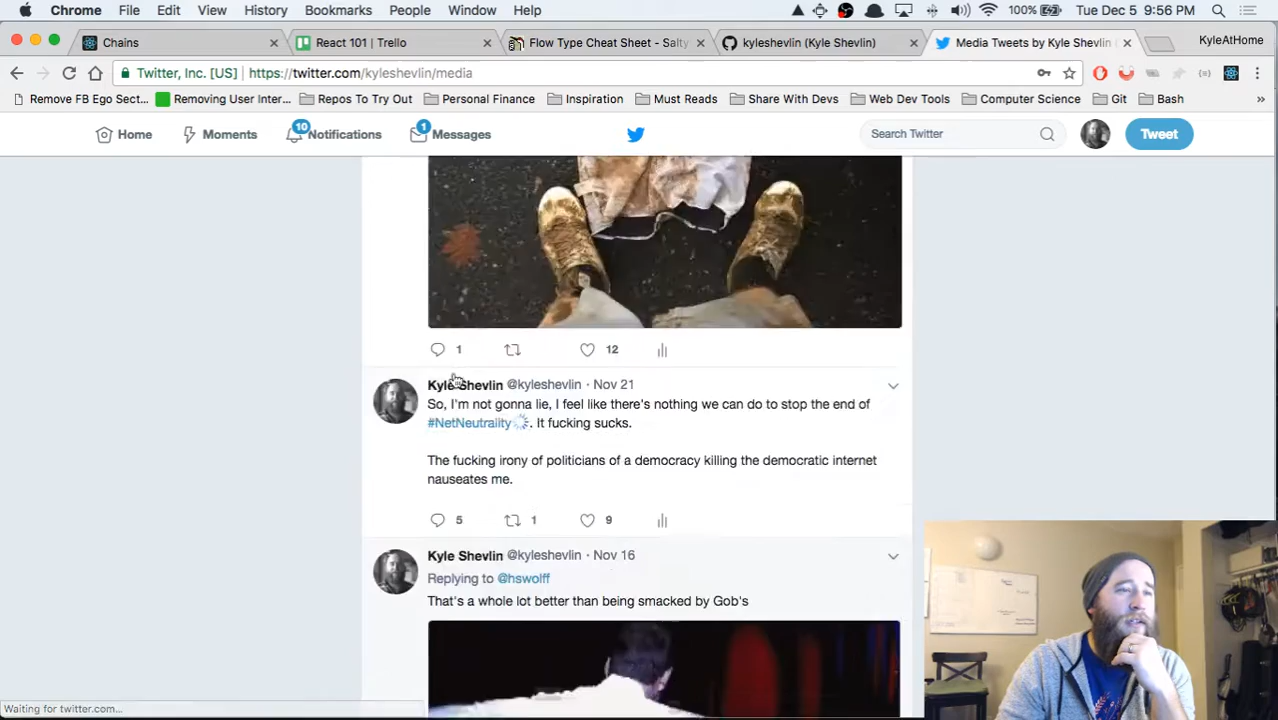 Chrome File Edit View History Bookmarks People Window Help 100% Tue Dec 5 9:56 PM
Chains × React 101 | Trello × Flow Type Cheat Sheet - Salty × kyleshevlin (Kyle Shevlin) × Media Tweets by Kyle Shevlin × KyleAtHome
Twitter, Inc. [US] https://twitter.com/kyleshevlin/media
Remove FB Ego Sect... Removing User Inter... Repos To Try Out Personal Finance Inspiration Must Reads Share With Devs Web Dev Tools Computer Science Git Bash »
Home Moments 10 Notifications 1 Messages Search Twitter Tweet
1 12
Kyle Shevlin @kyleshevlin · Nov 21
So, I'm not gonna lie, I feel like there's nothing we can do to stop the end of
#NetNeutrality. It fucking sucks.
The fucking irony of politicians of a democracy killing the democratic internet
nauseates me.
5 1 9
Kyle Shevlin @kyleshevlin · Nov 16
Replying to @hswolff
That's a whole lot better than being smacked by Gob's
Waiting for twitter.com...